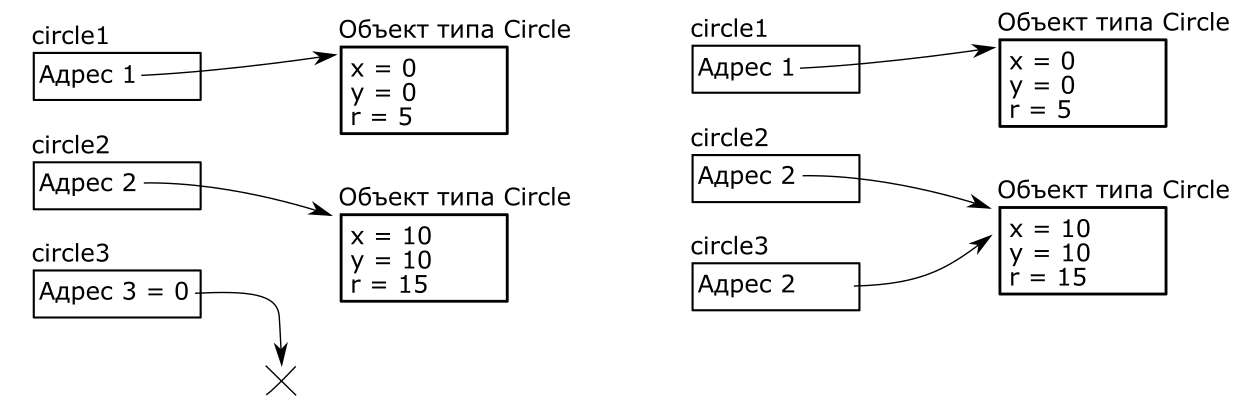 circle1
Объект типа Circle
Адрес 1
x = 0
y = 0
r = 5
circle2
Адрес 2
Объект типа Circle
x = 10
y = 10
r = 15
circle3
Адрес 3 = 0
circle1
Объект типа Circle
Адрес 1
x = 0
y = 0
r = 5
circle2
Адрес 2
Объект типа Circle
x = 10
y = 10
r = 15
circle3
Адрес 2